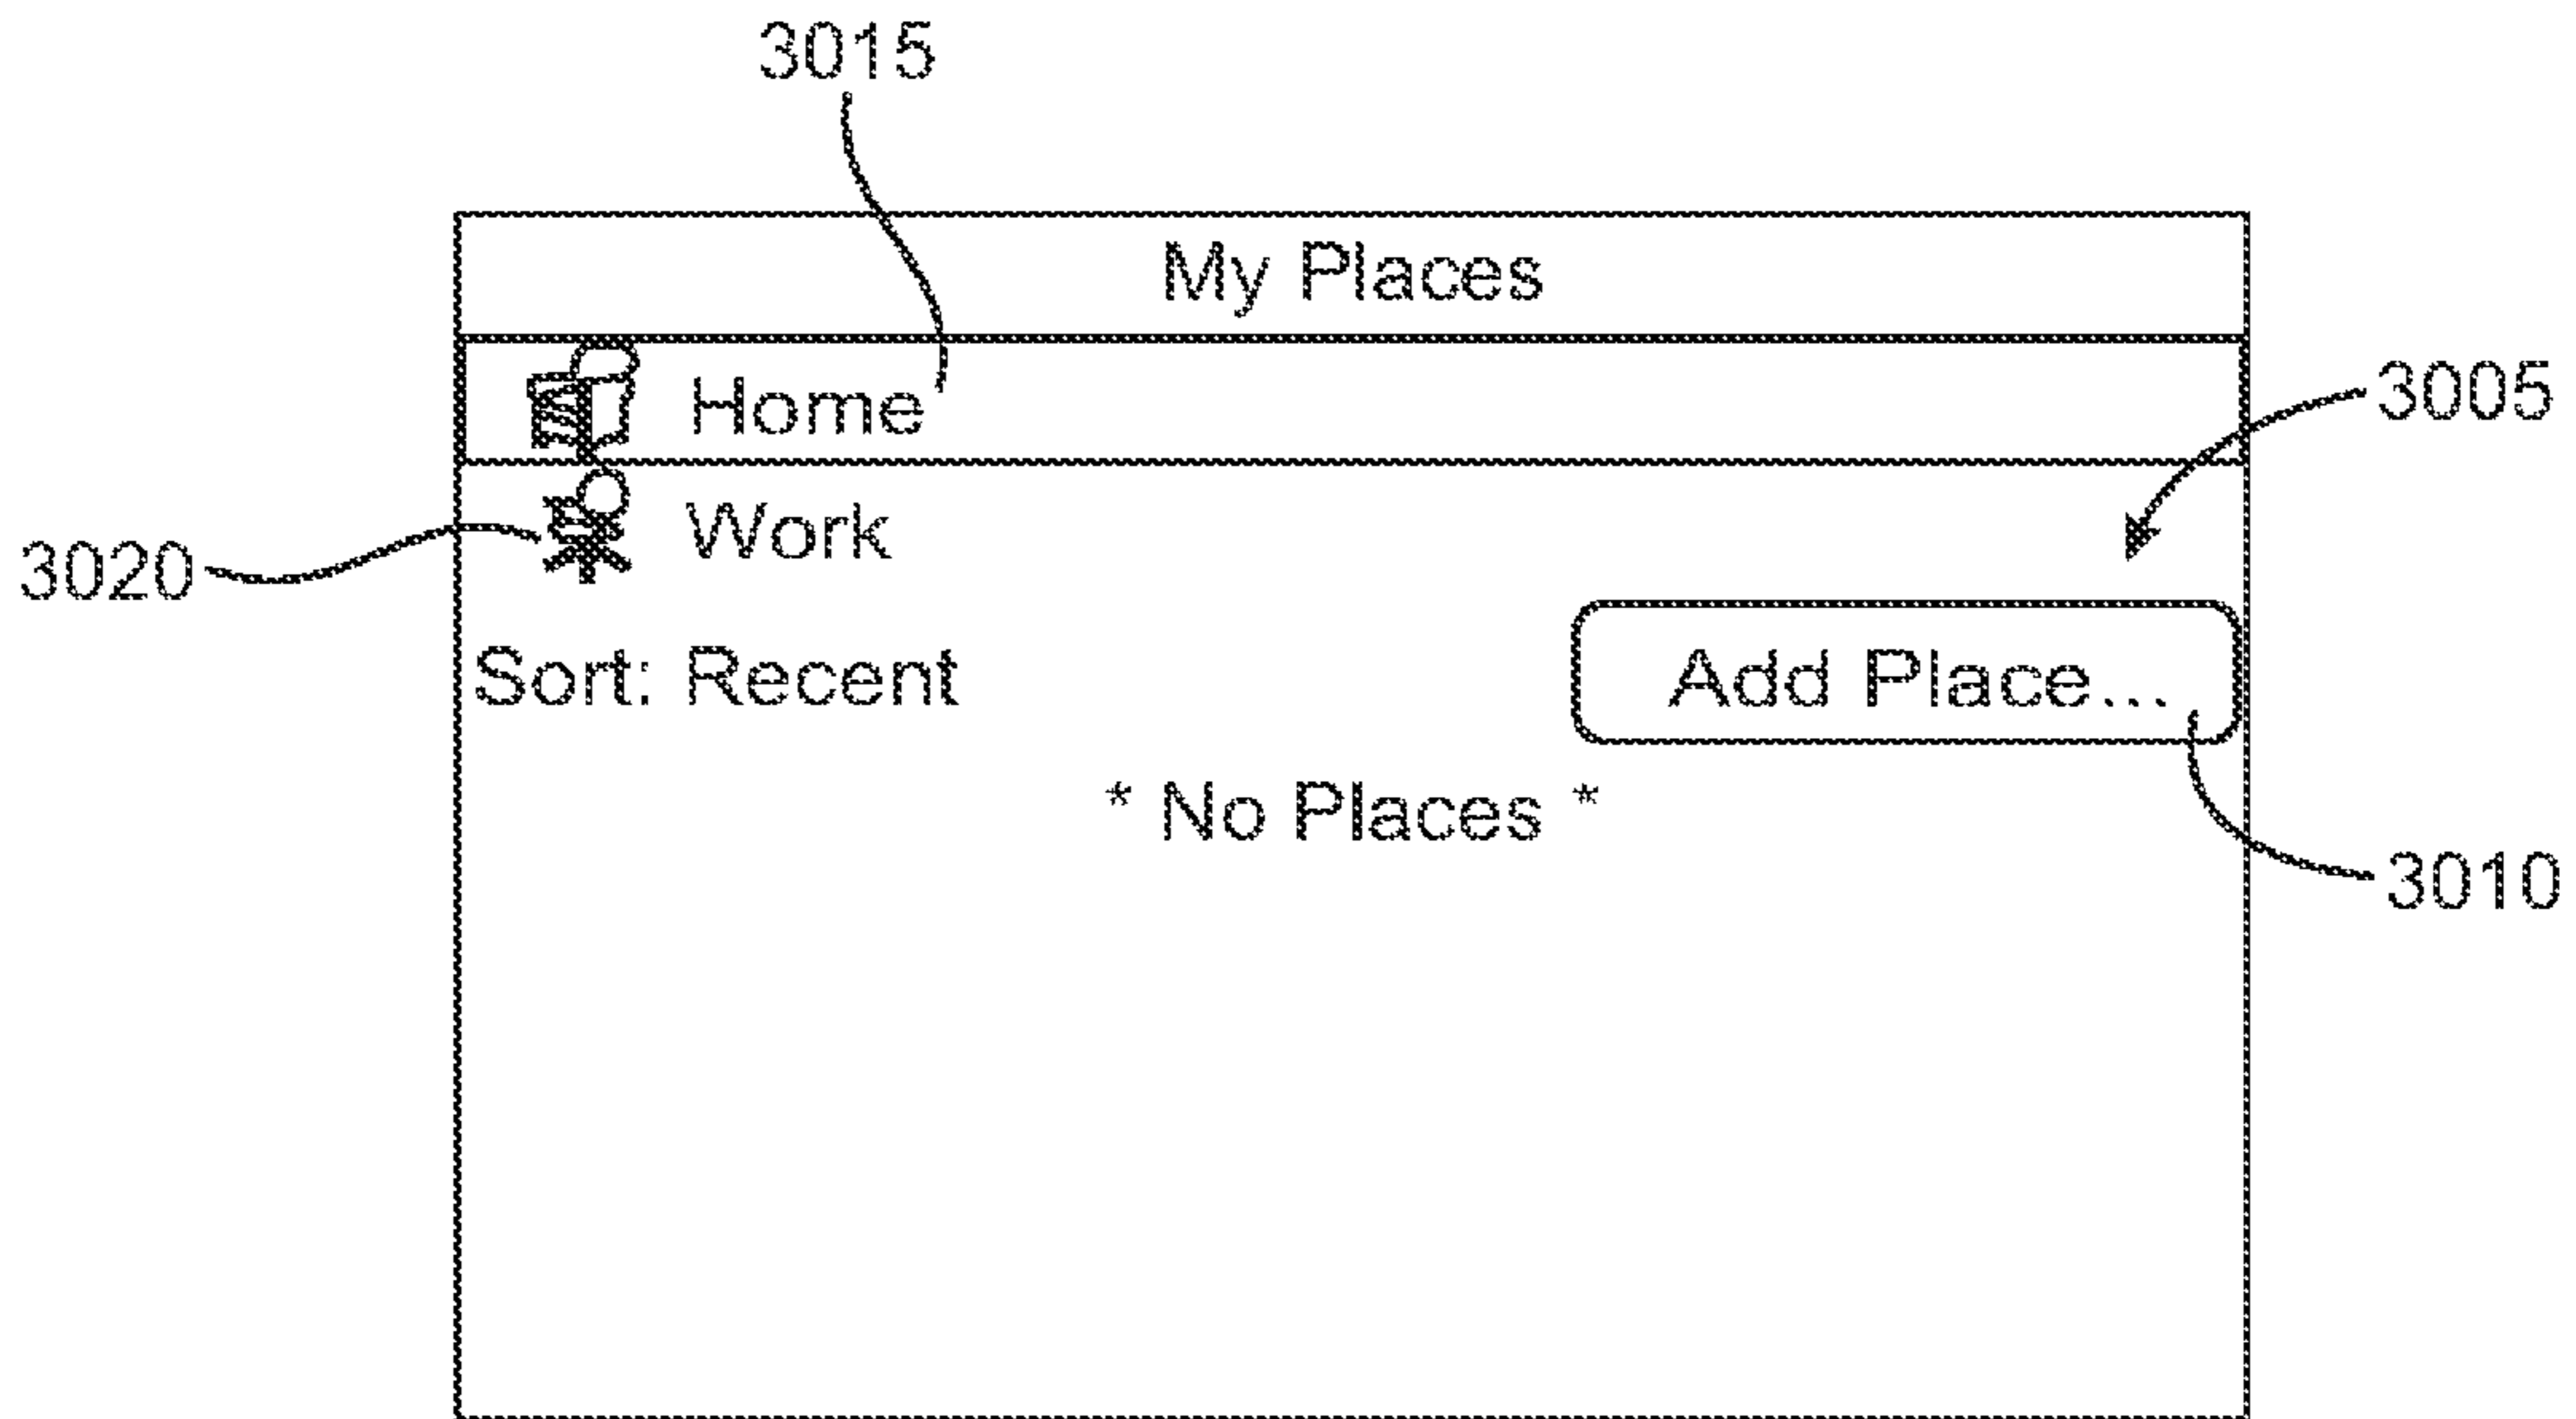 3015
My Places
Home
3005
Work
3020
Sort: Recent
Add Place...
* No Places *
3010